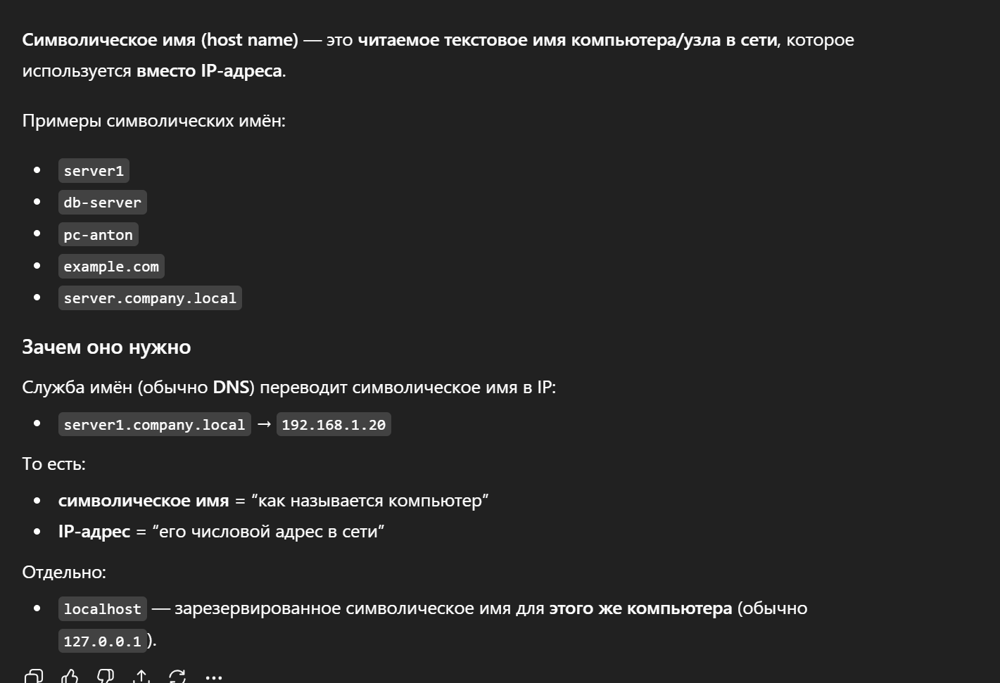 Символическое имя (host name) — это читаемое текстовое имя компьютера/узла в сети, которое
используется вместо IP-адреса.
Примеры символических имён:
• server1
• db-server
• pc-anton
• example.com
• server.company.local
Зачем оно нужно
Служба имён (обычно DNS) переводит символическое имя в IP:
• server1.company.local → 192.168.1.20
То есть:
• символическое имя = “как называется компьютер”
• IP-адрес = “его числовой адрес в сети”
Отдельно:
• localhost — зарезервированное символическое имя для этого же компьютера (обычно
127.0.0.1).